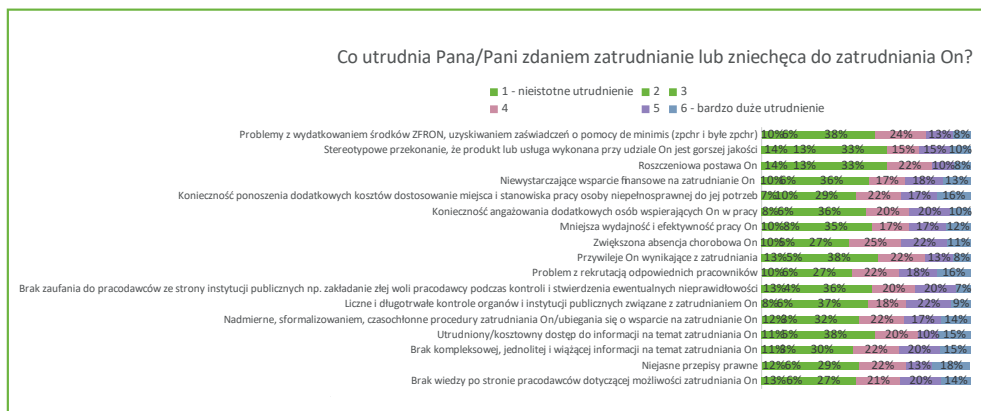 Co utrudnia Pana/Pani zdaniem zatrudnianie lub zniechęca do zatrudniania On?
1 - nieistotne utrudnienie 2 3
4 5 6 - bardzo duże utrudnienie
Problemy z wydatkowaniem środków ZFRON, uzyskiwaniem zaświadczeń o pomocy de minimis (zpchr i byłe zpchr) 10% 6% 38% 24% 13% 8%
Stereotypowe przekonanie, że produkt lub usługa wykonana przy udziale On jest gorszej jakości 14% 13% 33% 15% 15% 10%
Roszczeniowa postawa On 14% 13% 33% 22% 10% 8%
Niewystarczające wsparcie finansowe na zatrudnianie On 10% 6% 36% 17% 18% 13%
Konieczność ponoszenia dodatkowych kosztów dostosowanie miejsca i stanowiska pracy osoby niepełnosprawnej do jej potrzeb 7% 10% 29% 22% 17% 16%
Konieczność angażowania dodatkowych osób wspierających On w pracy 8% 6% 36% 20% 20% 10%
Mniejsza wydajność i efektywność pracy On 10% 8% 35% 17% 17% 12%
Zwiększona absencja chorobowa On 10% 5% 27% 25% 22% 11%
Przywileje On wynikające z zatrudniania 13% 5% 38% 22% 13% 8%
Problem z rekrutacją odpowiednich pracowników 10% 6% 27% 22% 18% 16%
Brak zaufania do pracodawców ze strony instytucji publicznych np. zakładanie złej woli pracodawcy podczas kontroli i stwierdzenia ewentualnych nieprawidłowości 13% 4% 36% 20% 20% 7%
Liczne i długotrwałe kontrole organów i instytucji publicznych związane z zatrudnianiem On 8% 6% 37% 18% 22% 9%
Nadmierne, sformalizowaniem, czasochłonne procedury zatrudniania On/ubiegania się o wsparcie na zatrudnianie On 12% 3% 32% 22% 17% 14%
Utrudniony/kosztowny dostęp do informacji na temat zatrudniania On 11% 5% 38% 20% 10% 15%
Brak kompleksowej, jednolitej i wiążącej informacji na temat zatrudniania On 11% 3% 30% 22% 20% 15%
Niejasne przepisy prawne 12% 6% 29% 22% 13% 18%
Brak wiedzy po stronie pracodawców dotyczącej możliwości zatrudniania On 13% 6% 27% 21% 20% 14%